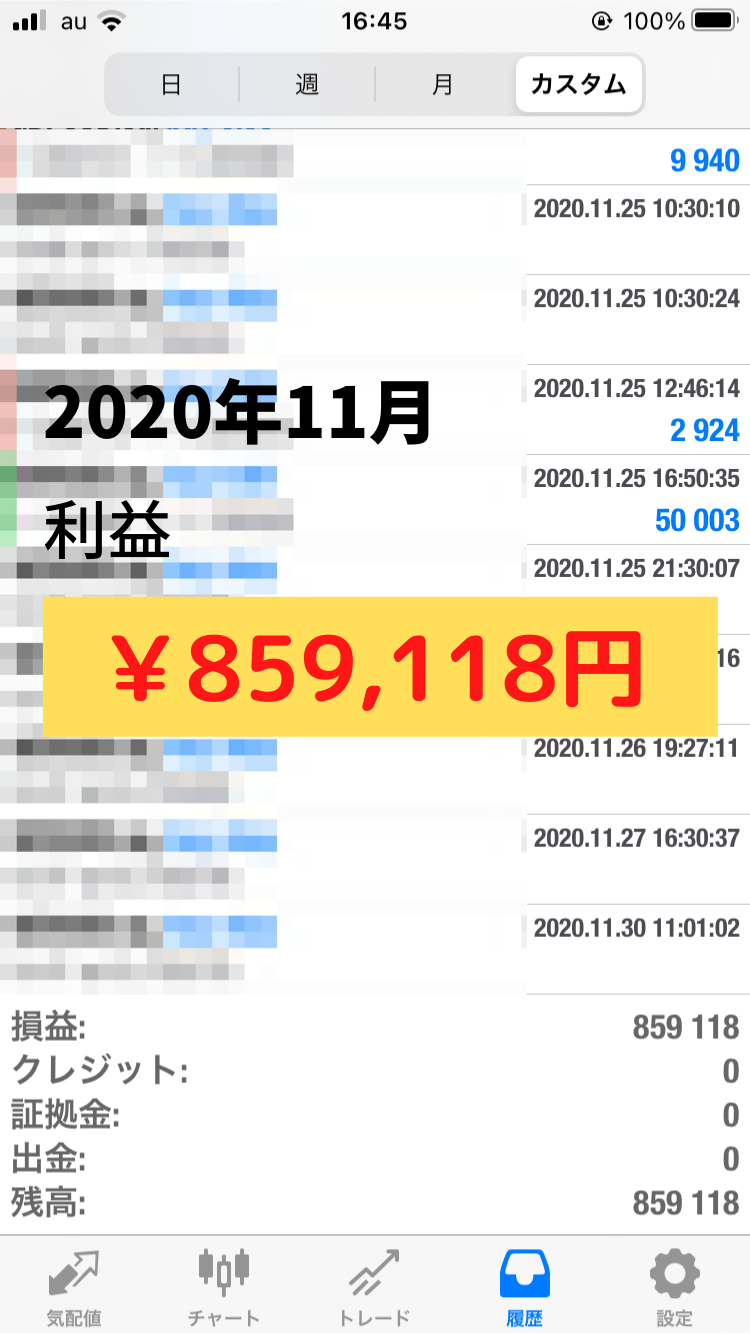 au 16:45 100%
日 週 月 カスタム
9 940
2020.11.25 10:30:10
2020.11.25 10:30:24
2020.11.25 12:46:14
2020年11月
2 924
2020.11.25 16:50:35
利益
50 003
2020.11.25 21:30:07
￥859,118円
16
2020.11.26 19:27:11
2020.11.27 16:30:37
2020.11.30 11:01:02
損益: 859 118
クレジット: 0
証拠金: 0
出金: 0
残高: 859 118
気配値 チャート トレード 履歴 設定